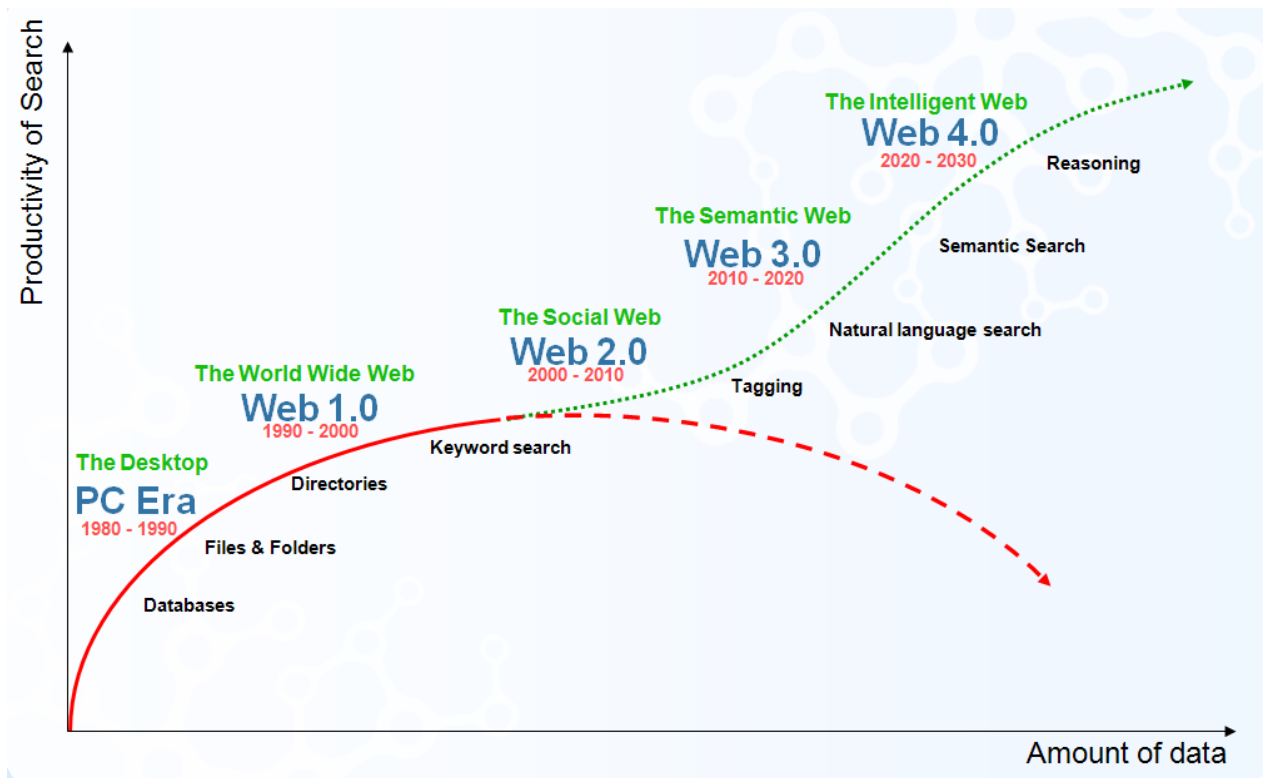 Productivity of Search
The Intelligent Web
Web 4.0
2020 - 2030
Reasoning
The Semantic Web
Web 3.0
2010 - 2020
Semantic Search
The Social Web
Web 2.0
2000 - 2010
Natural language search
The World Wide Web
Web 1.0
1990 - 2000
Tagging
Keyword search
The Desktop
PC Era
1980 - 1990
Directories
Files & Folders
Databases
Amount of data